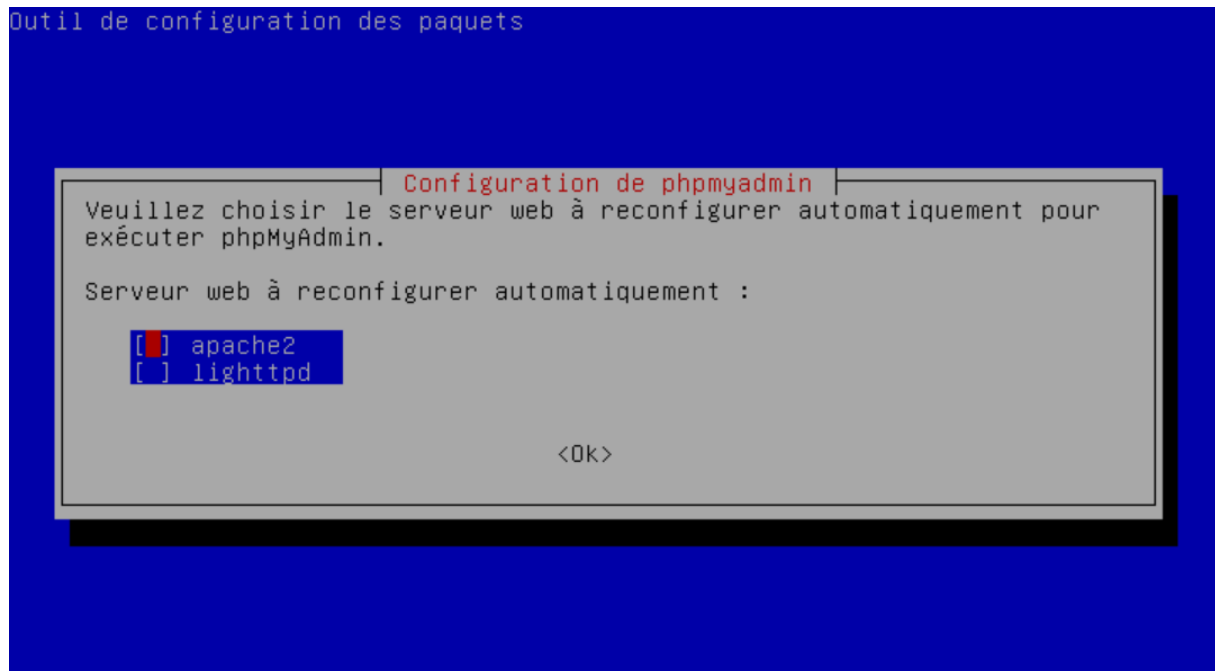 Outil de configuration des paquets
Configuration de phpmyadmin
Veuillez choisir le serveur web à reconfigurer automatiquement pour
exécuter phpMyAdmin.
Serveur web à reconfigurer automatiquement :
[ ] apache2
[ ] lighttpd
<Ok>